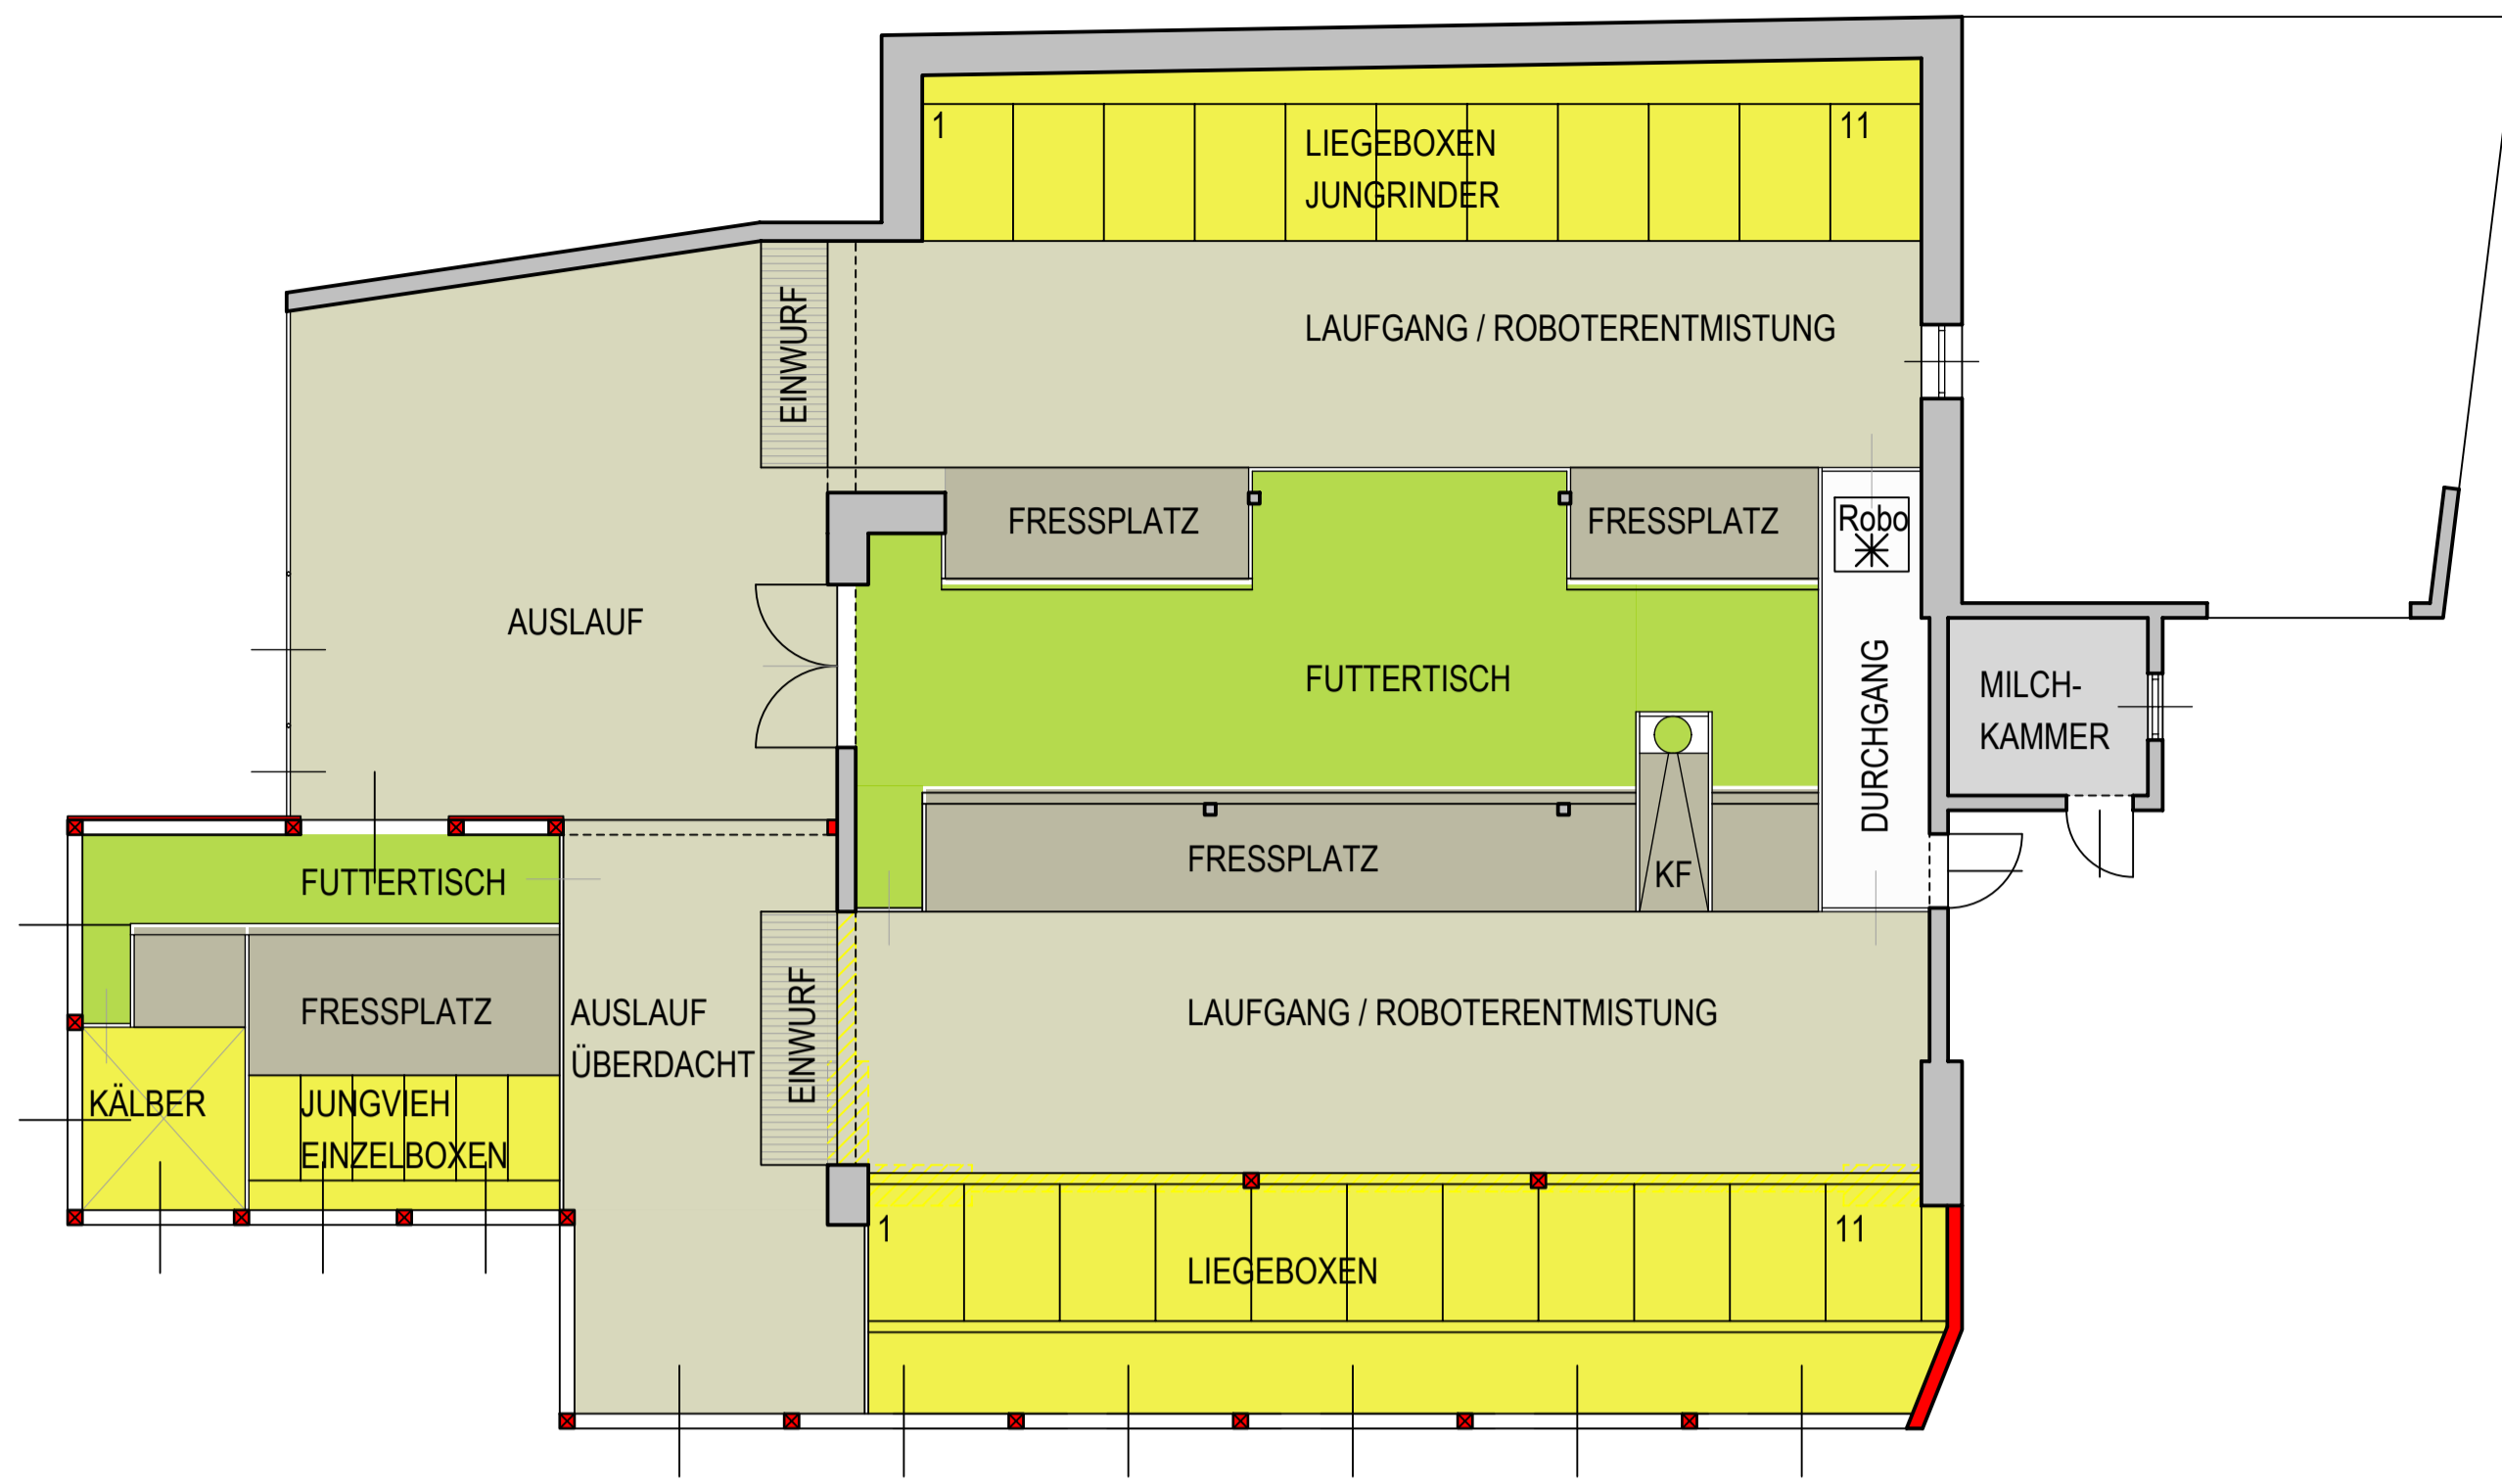 1
11
LIEGEBOXEN
JUNGRINDER
EINWURF
LAUFGANG / ROBOTERENTMISTUNG
FRESSPLATZ
FRESSPLATZ
Robo
AUSLAUF
FUTTERTISCH
DURCHGANG
MILCH-
KAMMER
FRESSPLATZ
KF
FUTTERTISCH
FRESSPLATZ
AUSLAUF
ÜBERDACHT
EINWURF
LAUFGANG / ROBOTERENTMISTUNG
KÄLBER
JUNGVIEH
EINZELBOXEN
1
11
LIEGEBOXEN